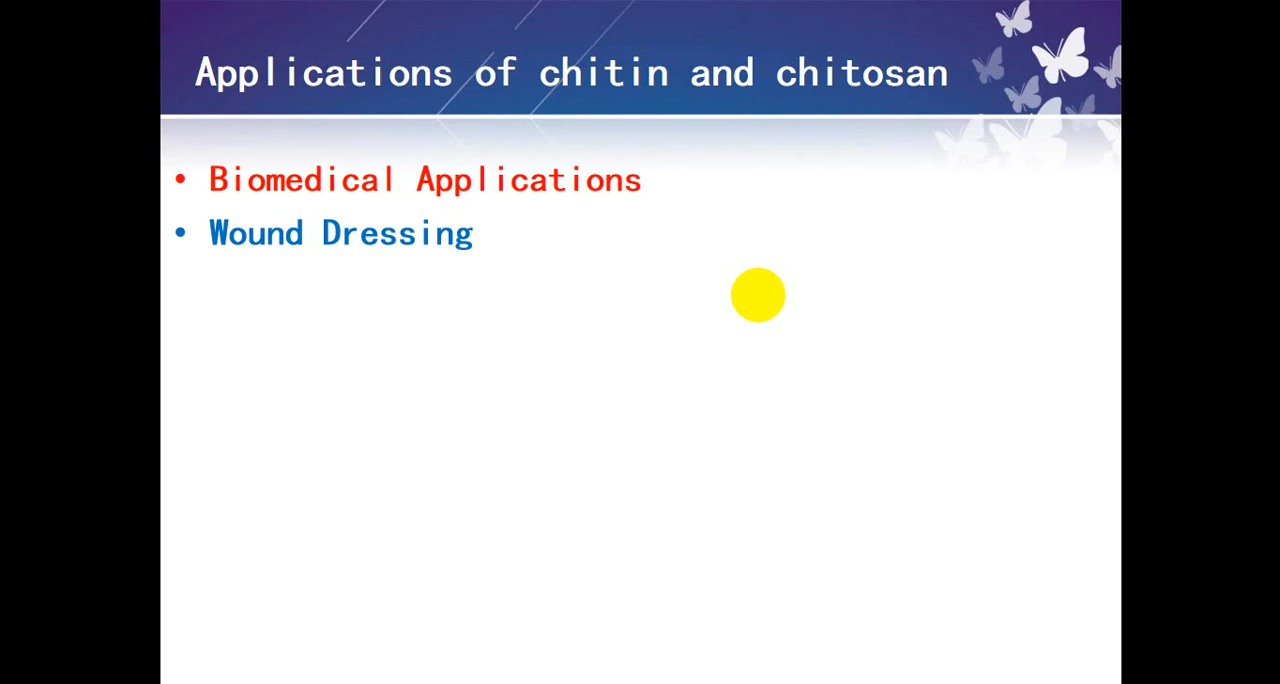 Applications of chitin and chitosan
• Biomedical Applications
• Wound Dressing